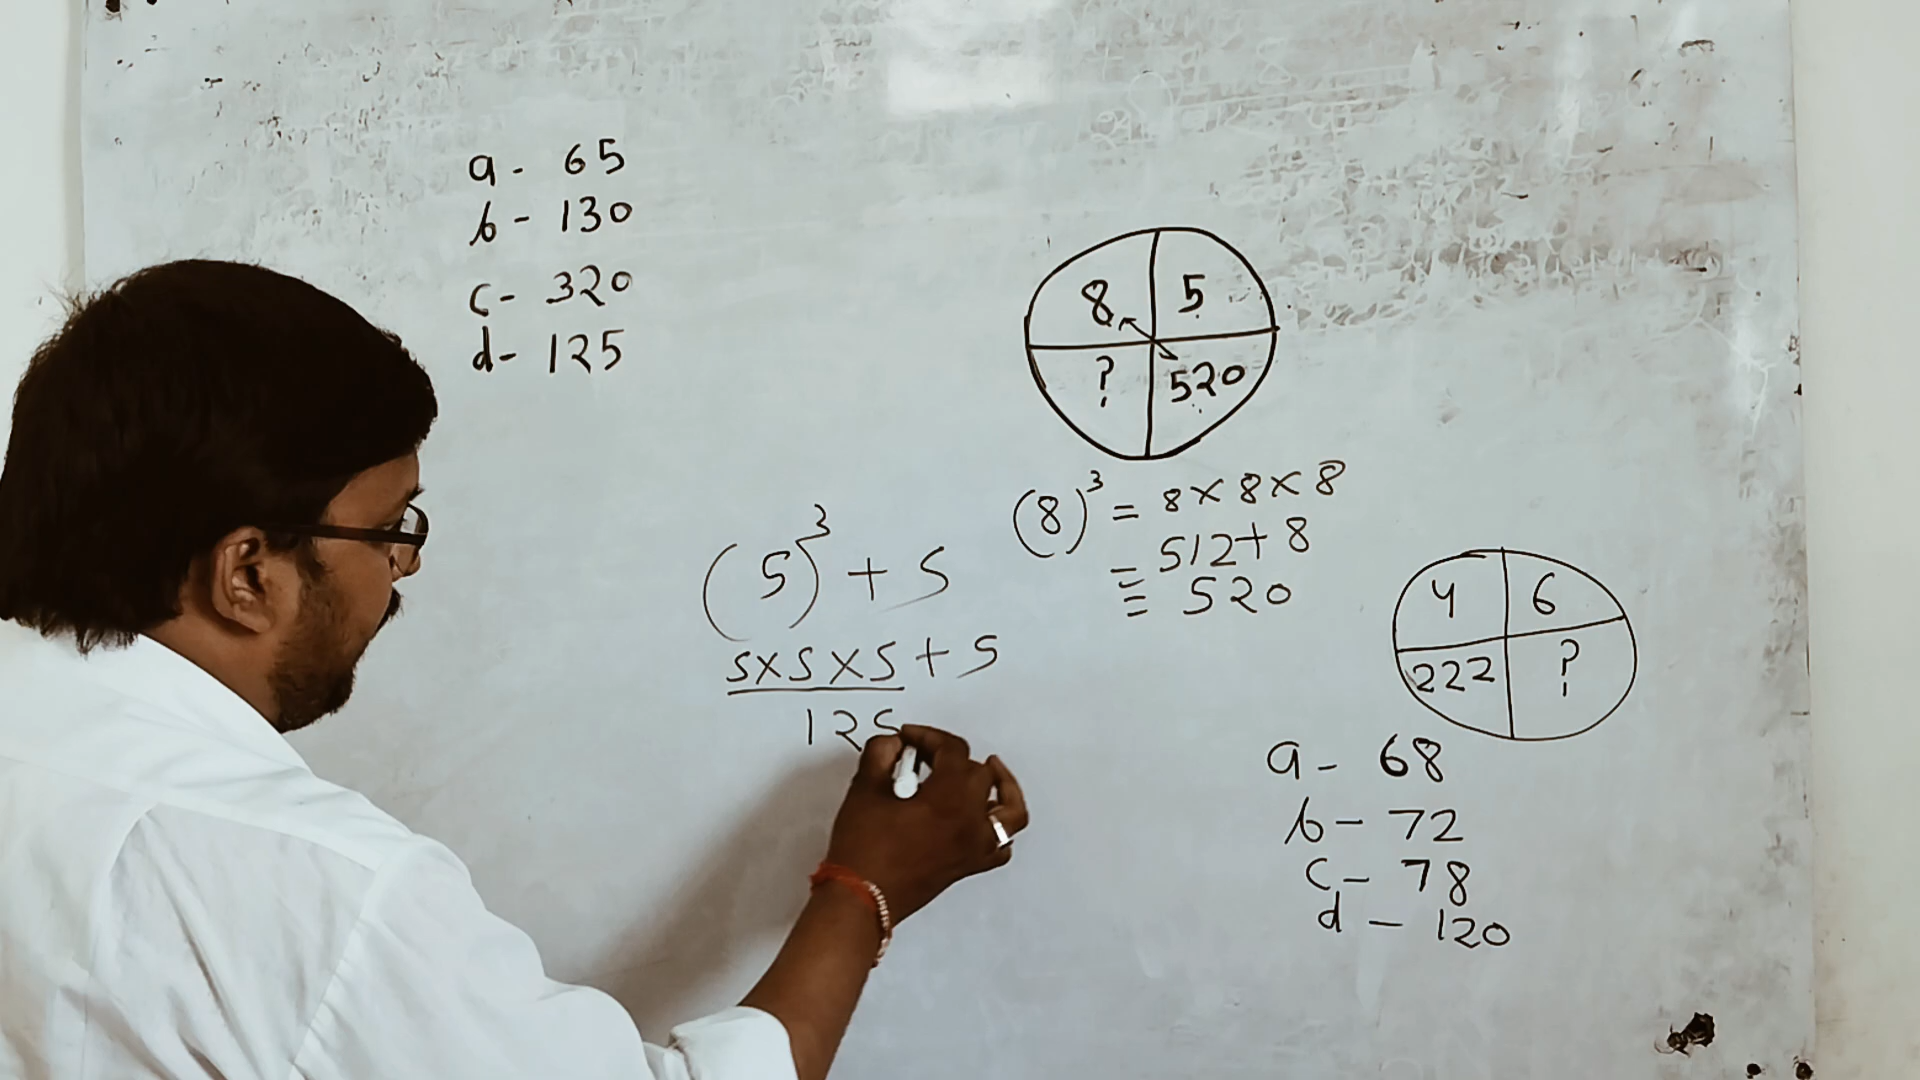 a - 65
b - 130
c - 320
d - 125
8 5
? 520
(8)³ = 8 × 8 × 8
= 512 + 8
= 520
(5)³ + 5
5 × 5 × 5 + 5
125
4 6
222 ?
a - 68
b - 72
c - 78
d - 120